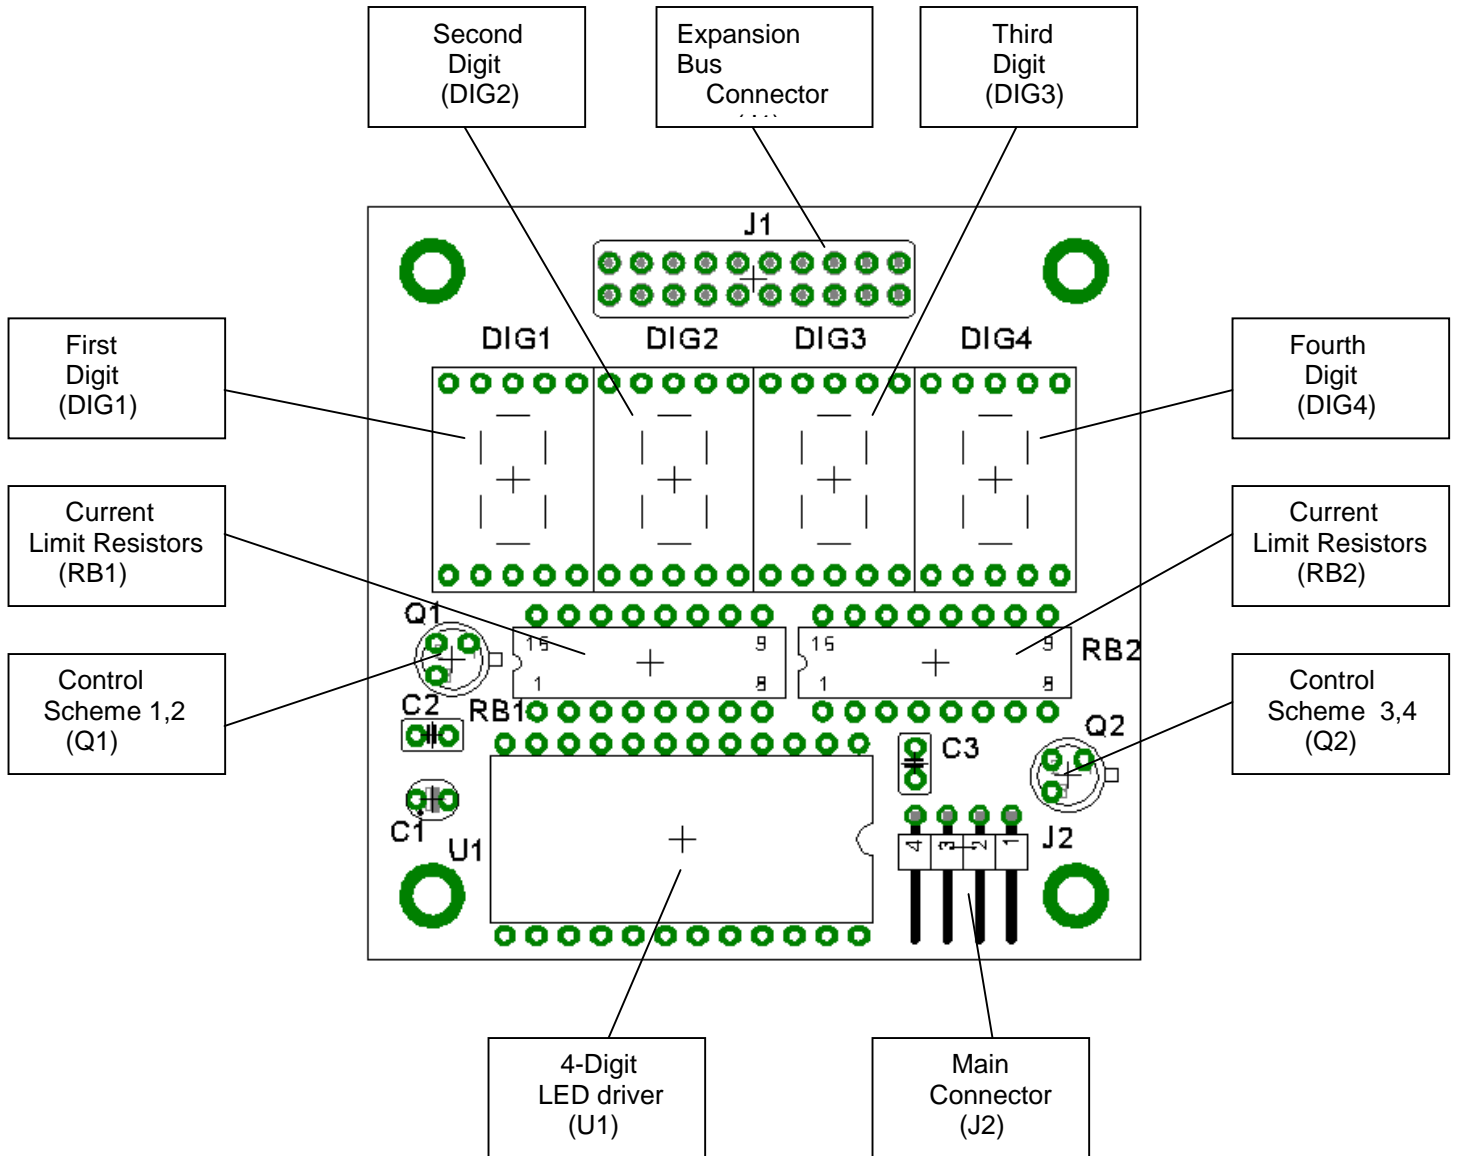 Second
Digit
(DIG2)
Expansion
Bus
Connector
Third
Digit
(DIG3)
J1
First
Digit
(DIG1)
DIG1
DIG2
DIG3
DIG4
Fourth
Digit
(DIG4)
Current
Limit Resistors
(RB1)
Current
Limit Resistors
(RB2)
Q1
16
9
1
8
16
9
1
8
RB2
Control
Scheme 1,2
(Q1)
C2
RB1
C3
Q2
Control
Scheme 3,4
(Q2)
C1
U1
4
3
2
1
J2
4-Digit
LED driver
(U1)
Main
Connector
(J2)